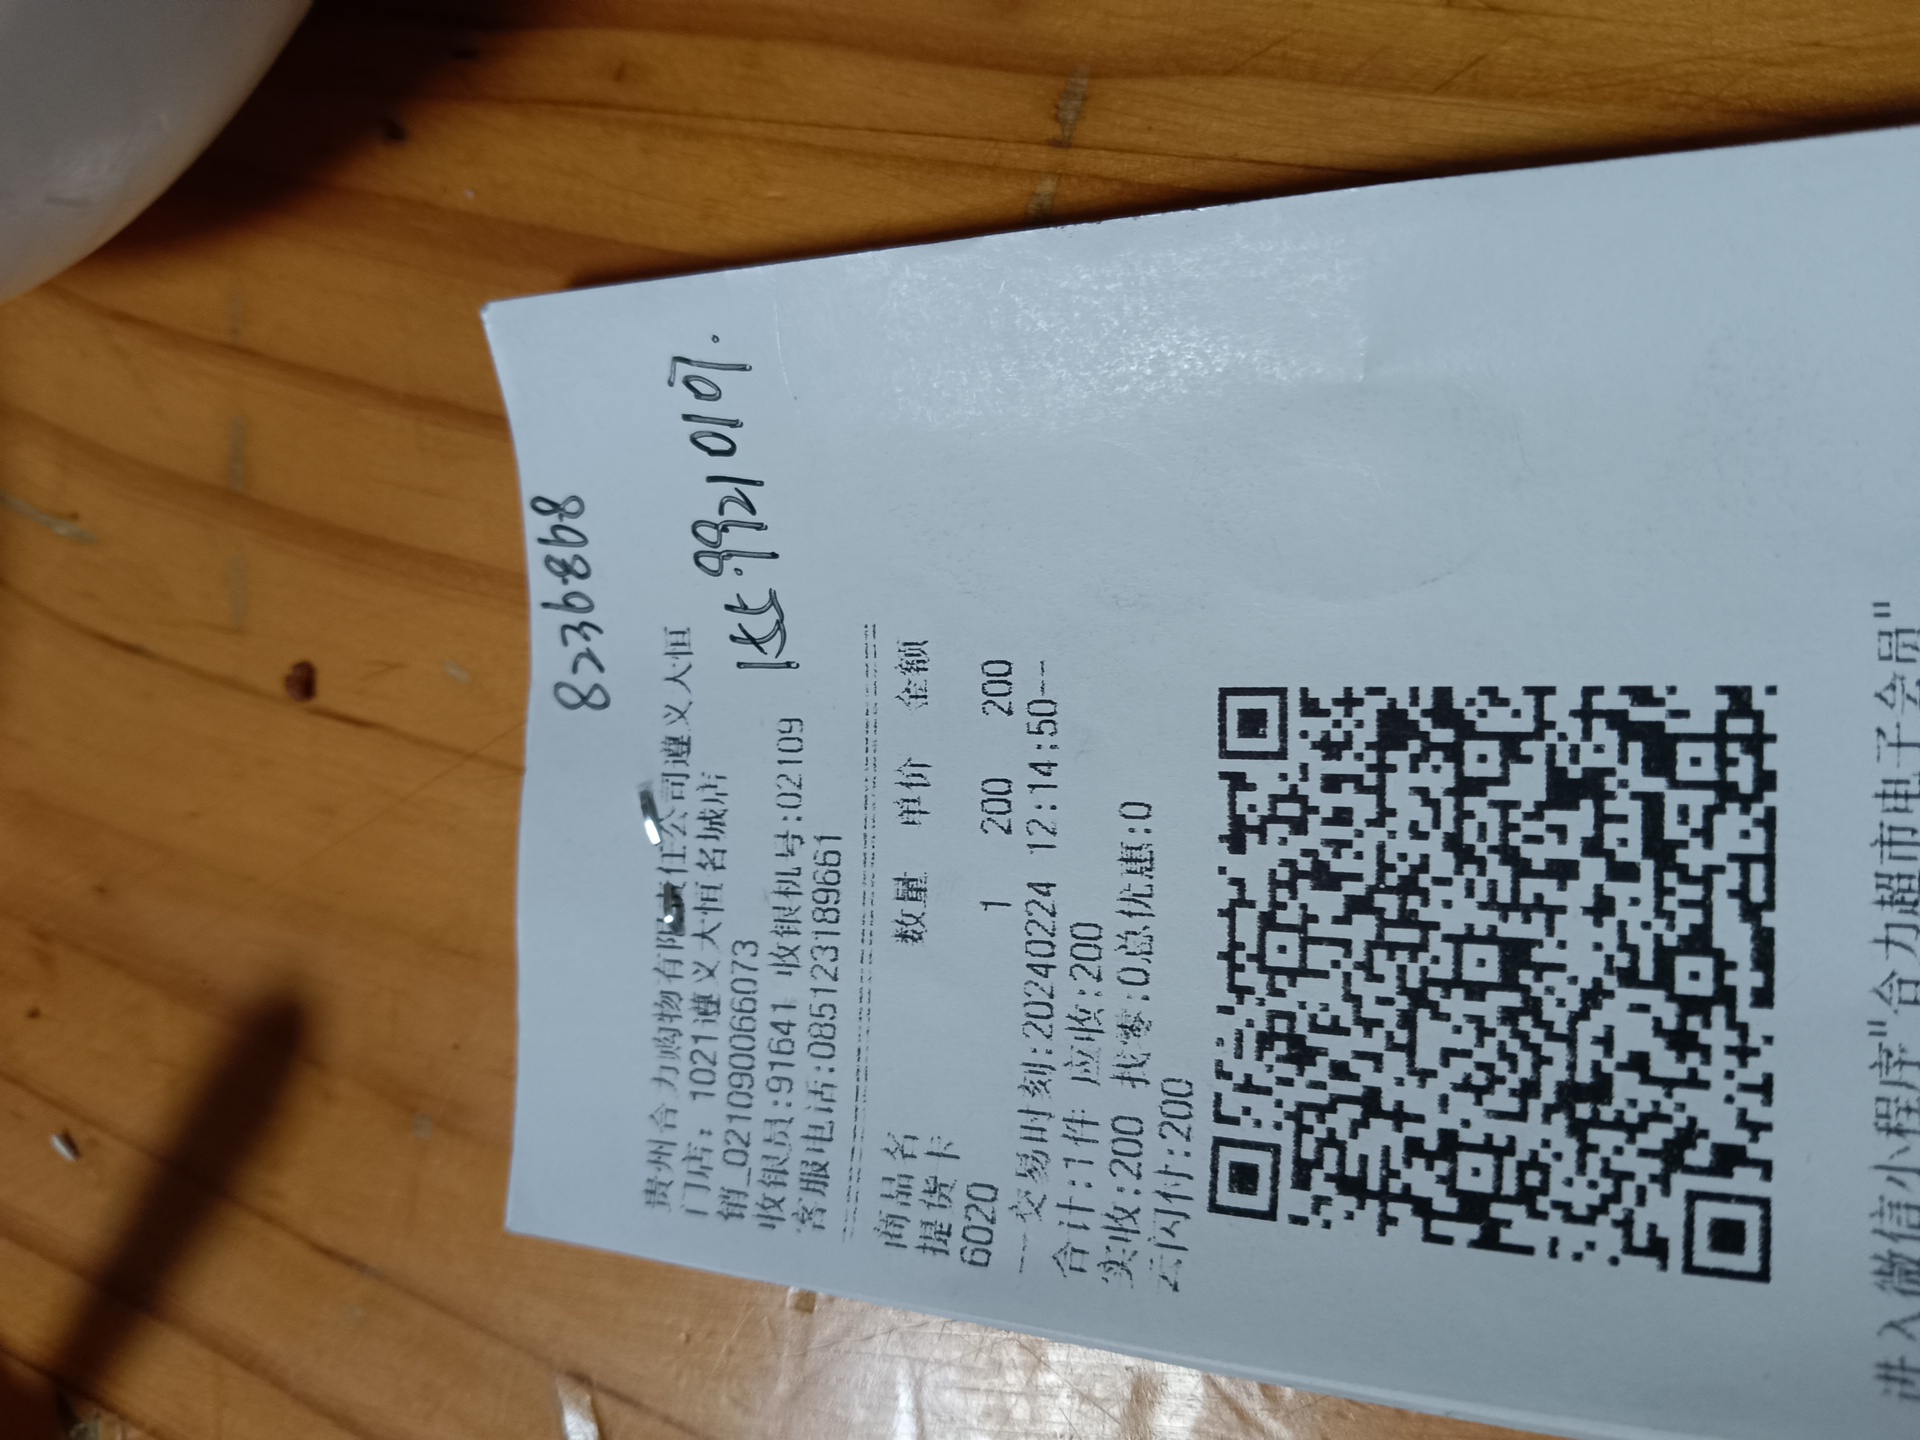 8236868
贵州合力购物有限责任公司遵义大恒
门店: 1021遵义大恒名城店
销_021090066073
收银员:91641 收银机号:02109
客服电话:085123189661
9921 0107.
商品名 数量 单价 金额
提货卡
6020 1 200 200
---交易时刻:20240224 12:14:50--
合计:1件 应收:200
实收:200 找零:0总优惠:0
云闪付:200
进入微信小程序"合力超市电子会员"